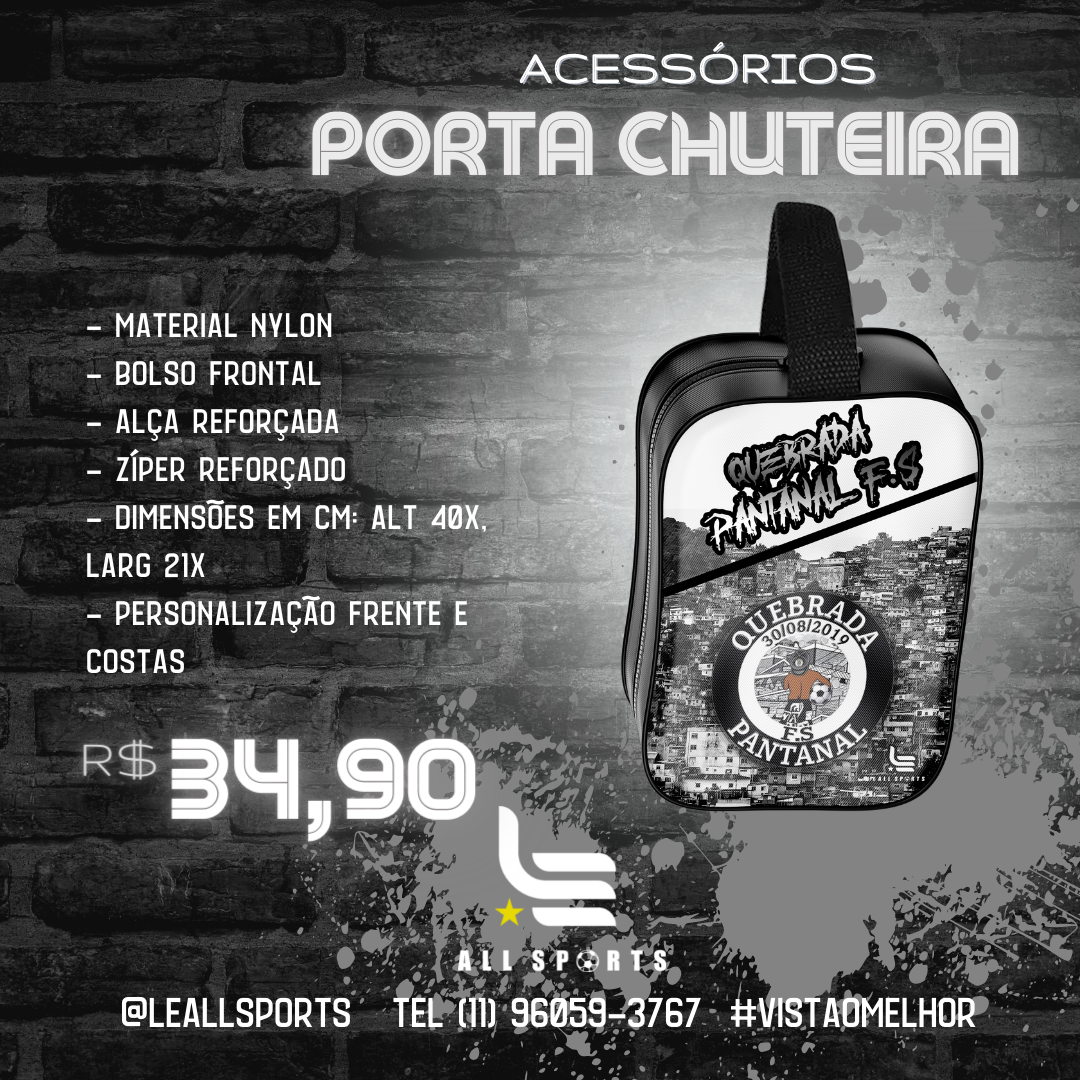 ACESSÓRIOS
PORTA CHUTEIRA
- MATERIAL NYLON
- BOLSO FRONTAL
- ALÇA REFORÇADA
- ZÍPER REFORÇADO
- DIMENSÕES EM CM: ALT 40X,
LARG 21X
- PERSONALIZAÇÃO FRENTE E
COSTAS
R$ 34,90
QUEBRADA
PANTANAL F.S
QUEBRADA
30/08/2019
F.S
PANTANAL
ALL SPORTS
ALL SPORTS
@LEALLSPORTS TEL (11) 96059-3767 #VISTAOMELHOR